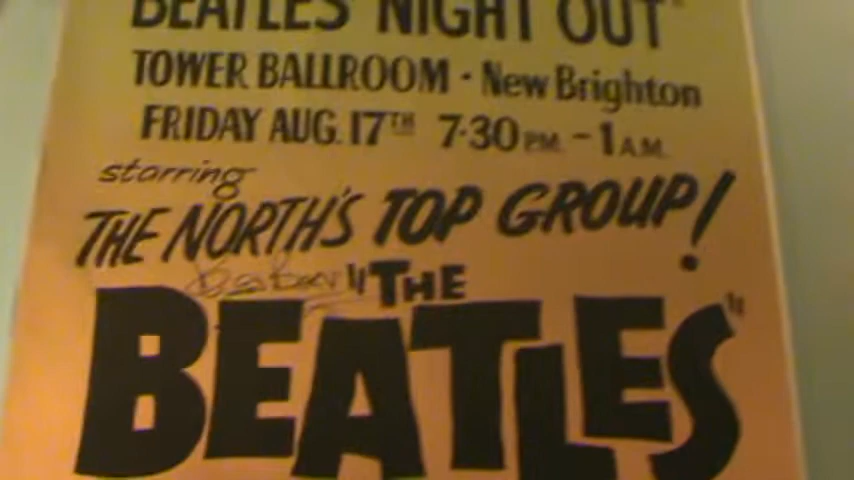 BEATLES NIGHT OUT"
TOWER BALLROOM · New Brighton
FRIDAY AUG. 17TH 7·30 P.M. - 1 A.M.
starring
THE NORTH'S TOP GROUP!
"THE
BEATLES"